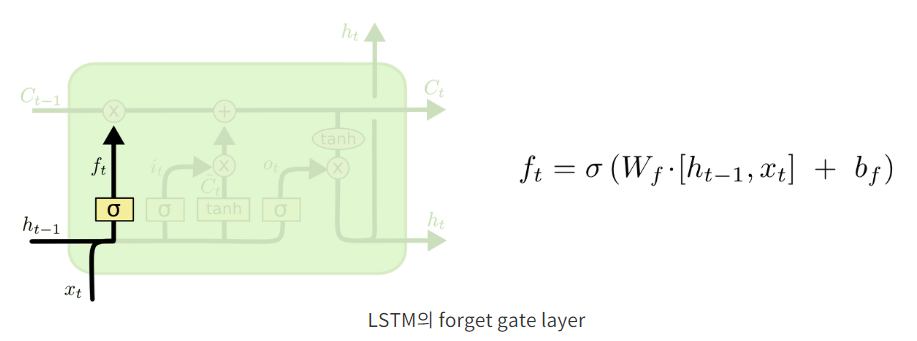 h_t
C_{t-1}
C_t
×
+
tanh
f_t
i_t
×
C̃_t
o_t
×
σ
σ
tanh
σ
h_{t-1}
h_t
x_t
f_t = σ (W_f·[h_{t-1}, x_t] + b_f)
LSTM의 forget gate layer